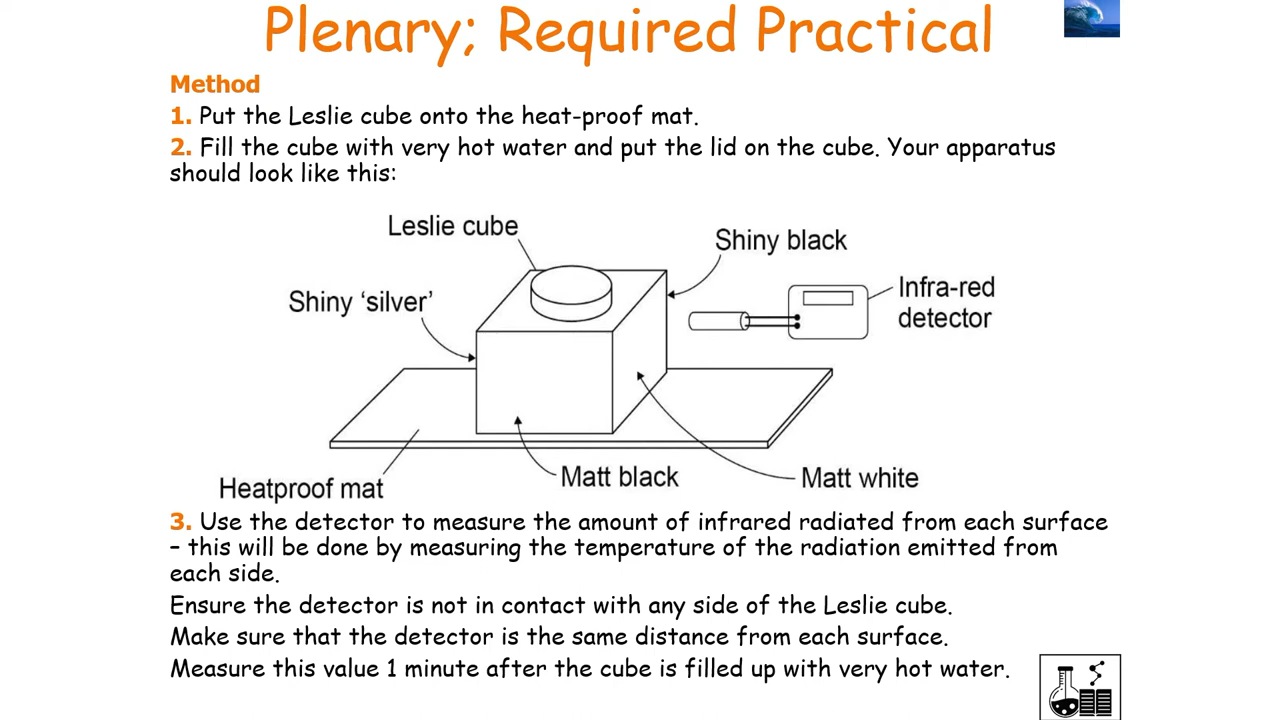 Plenary; Required Practical
Method
1. Put the Leslie cube onto the heat-proof mat.
2. Fill the cube with very hot water and put the lid on the cube. Your apparatus
should look like this:
Leslie cube
Shiny black
Shiny ‘silver’
Infra-red
detector
Matt black
Matt white
Heatproof mat
3. Use the detector to measure the amount of infrared radiated from each surface
– this will be done by measuring the temperature of the radiation emitted from
each side.
Ensure the detector is not in contact with any side of the Leslie cube.
Make sure that the detector is the same distance from each surface.
Measure this value 1 minute after the cube is filled up with very hot water.